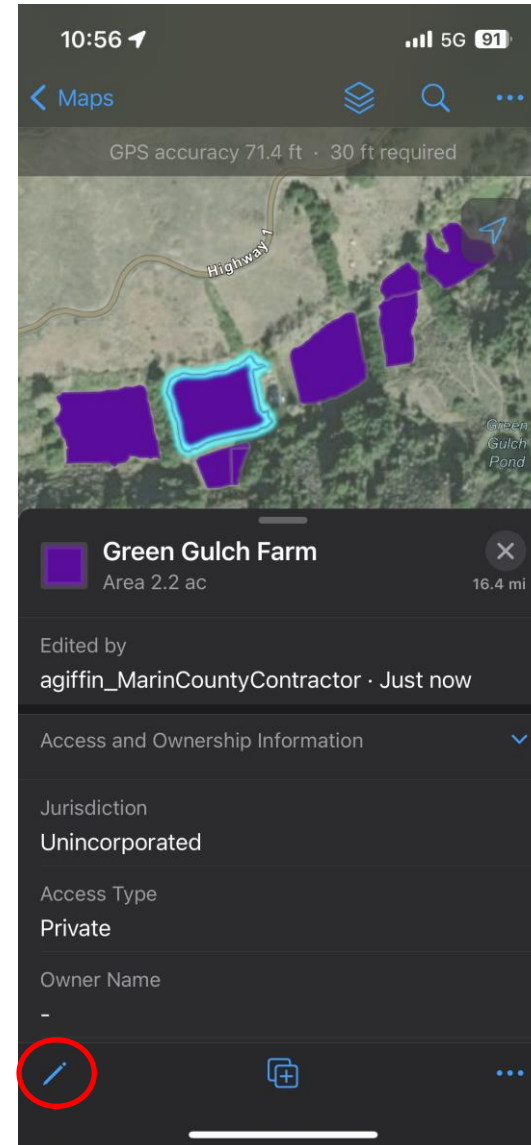 10:56
5G 91
Maps
GPS accuracy 71.4 ft · 30 ft required
Highway 1
Green
Gulch
Pond
Green Gulch Farm
Area 2.2 ac
16.4 mi
Edited by
agiffin_MarinCountyContractor · Just now
Access and Ownership Information
Jurisdiction
Unincorporated
Access Type
Private
Owner Name
-